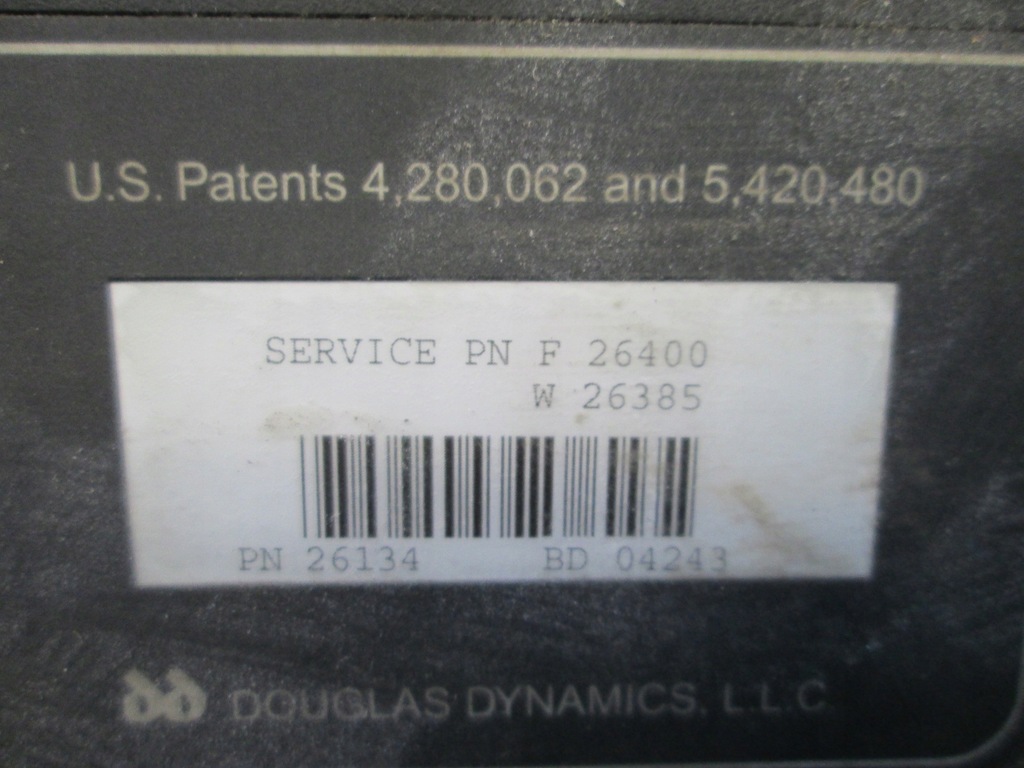 U.S. Patents 4,280,062 and 5,420,480
SERVICE PN F 26400
W 26385
PN 26134 BD 04243
DOUGLAS DYNAMICS, L.L.C.